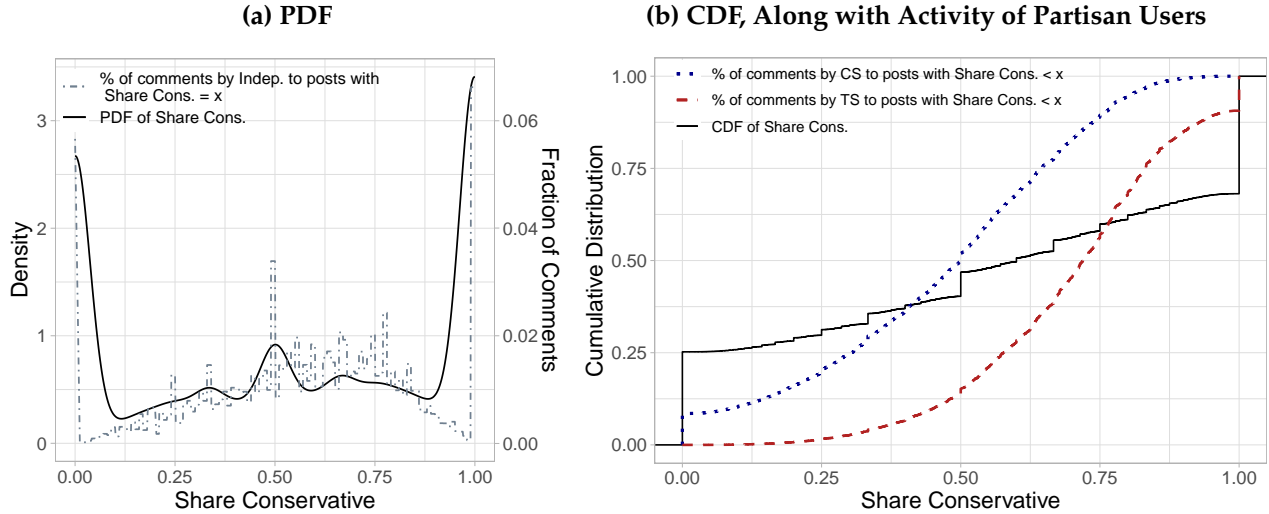 (a) PDF
% of comments by Indep. to posts with
Share Cons. = x
PDF of Share Cons.
3
2
1
0
Density
0.06
0.04
0.02
0.00
Fraction of Comments
0.00 0.25 0.50 0.75 1.00
Share Conservative
(b) CDF, Along with Activity of Partisan Users
% of comments by CS to posts with Share Cons. < x
% of comments by TS to posts with Share Cons. < x
CDF of Share Cons.
1.00
0.75
0.50
0.25
0.00
Cumulative Distribution
0.00 0.25 0.50 0.75 1.00
Share Conservative